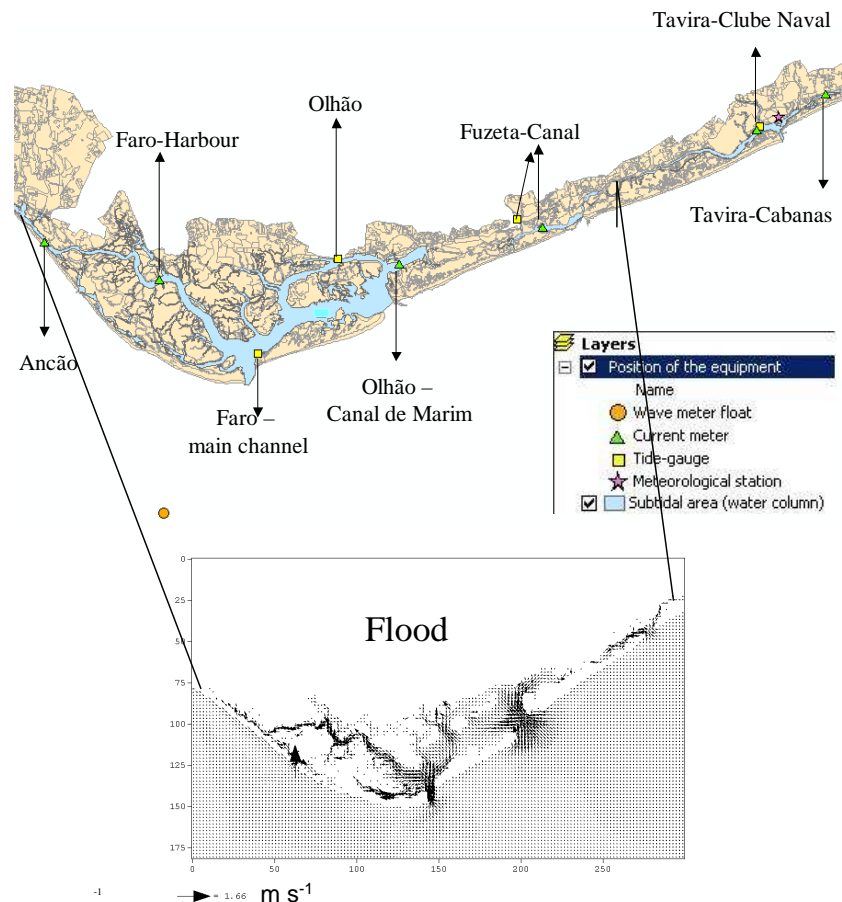 Tavira-Clube Naval
Olhão
Faro-Harbour
Fuzeta-Canal
Tavira-Cabanas
Ancão
Olhão –
Canal de Marim
Faro –
main channel
Layers
Position of the equipment
Name
Wave meter float
Current meter
Tide-gauge
Meteorological station
Subtidal area (water column)
Flood
0
25
50
75
100
125
150
175
0
50
100
150
200
250
-1
= 1.66 m s-1